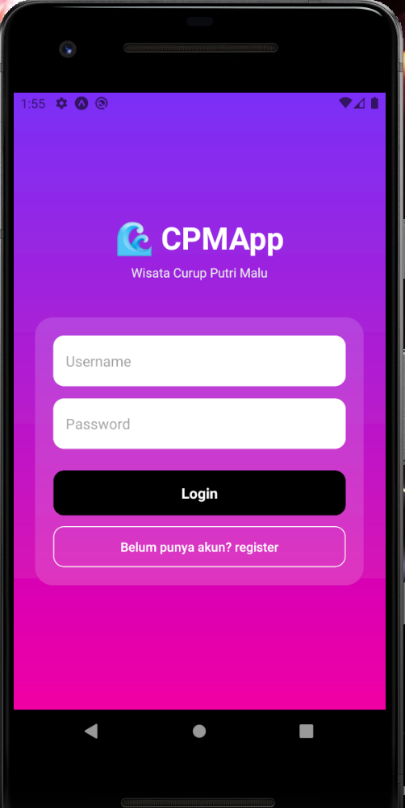 1:55
🌊 CPMApp
Wisata Curup Putri Malu
Username
Password
Login
Belum punya akun? register